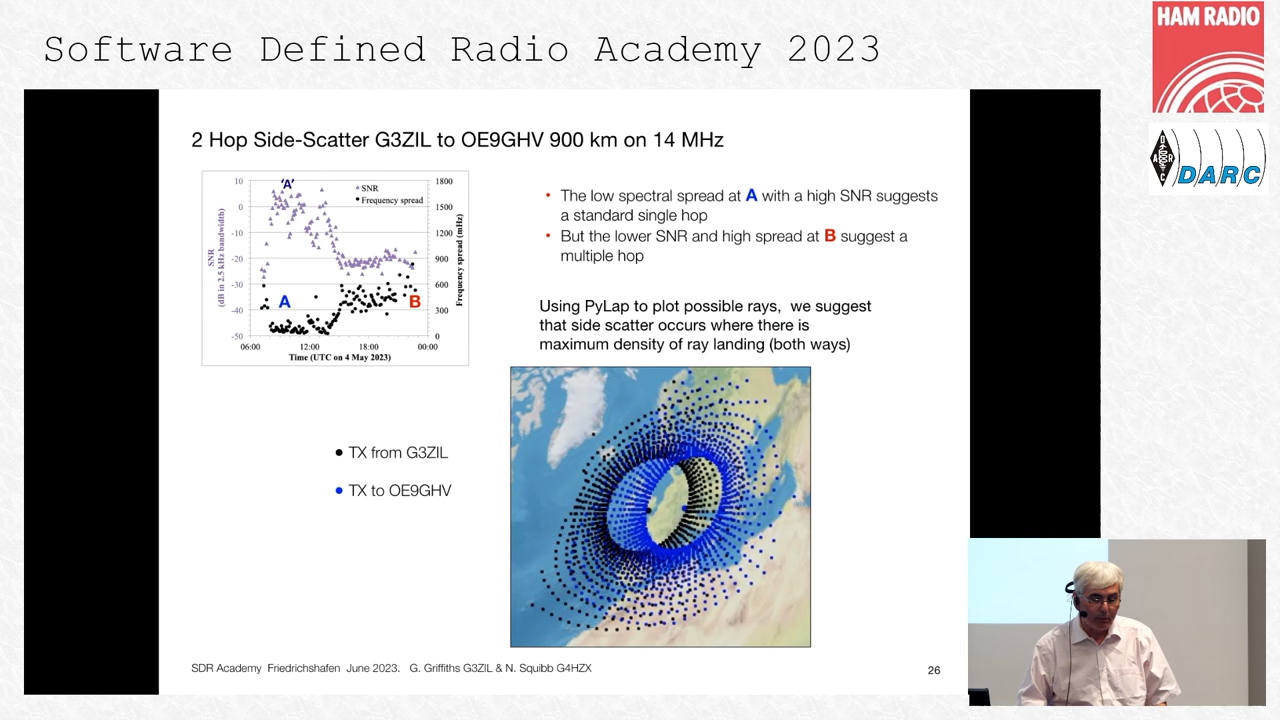 Software Defined Radio Academy 2023
HAM RADIO
DARC
2 Hop Side-Scatter G3ZIL to OE9GHV 900 km on 14 MHz
'A'
SNR
Frequency spread
10
0
-10
-20
-30
-40
-50
SNR
(dB in 2.5 kHz bandwidth)
1800
1500
1200
900
600
300
0
Frequency spread (mHz)
A
B
06:00 12:00 18:00 00:00
Time (UTC on 4 May 2023)
• The low spectral spread at A with a high SNR suggests
a standard single hop
• But the lower SNR and high spread at B suggest a
multiple hop
Using PyLap to plot possible rays, we suggest
that side scatter occurs where there is
maximum density of ray landing (both ways)
• TX from G3ZIL
• TX to OE9GHV
SDR Academy Friedrichshafen June 2023. G. Griffiths G3ZIL & N. Squibb G4HZX
26